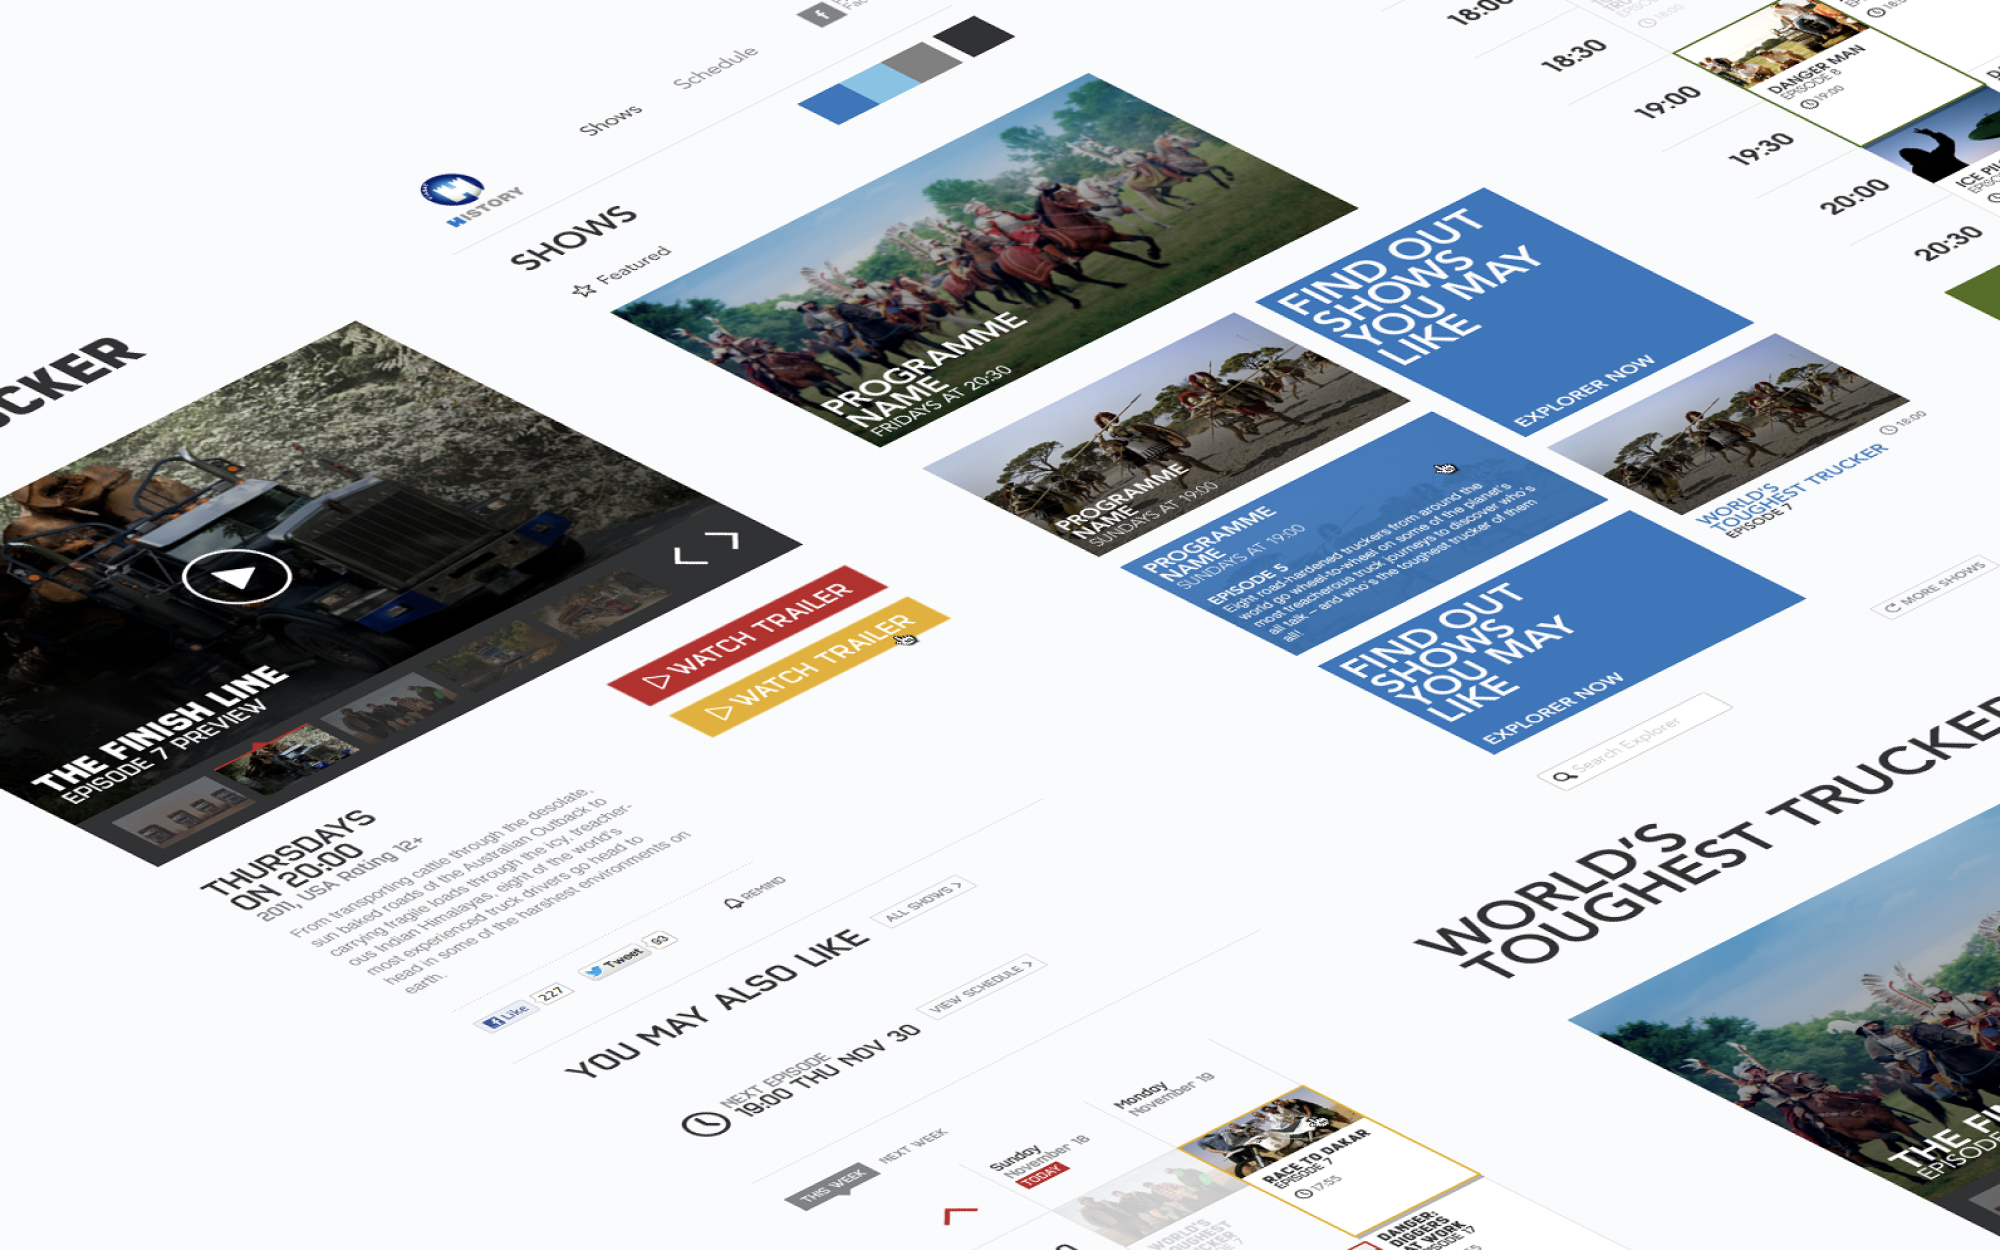 Schedule
Shows
HISTORY
SHOWS
Featured
PROGRAMME
NAME
FRIDAYS AT 20:30
FIND OUT
SHOWS
YOU MAY
LIKE
EXPLORER NOW
PROGRAMME
NAME
SUNDAYS AT 19:00
PROGRAMME
NAME
SUNDAYS AT 19:00
EPISODE 5
Eight road-hardened truckers from around the
world go wheel-to-wheel on some of the planet's
most treacherous truck journeys to discover who's
all talk – and who's the toughest trucker of them
all!
18:00
WORLD'S
TOUGHEST TRUCKER
EPISODE 7
MORE SHOWS
FIND OUT
SHOWS
YOU MAY
LIKE
EXPLORER NOW
Search Explorer
18:00
18:30
19:00
19:30
20:00
20:30
DANGER MAN
EPISODE 8
19:00
UCKER
THE FINISH LINE
EPISODE 7 PREVIEW
WATCH TRAILER
WATCH TRAILER
THURSDAYS
ON 20:00
2011, USA Rating 12+
From transporting cattle through the desolate,
sun baked roads of the Australian Outback to
carrying fragile loads through the icy, treacher-
ous Indian Himalayas, eight of the world's
most experienced truck drivers go head to
head in some of the harshest environments on
earth.
REMIND
Like
227
Tweet
93
YOU MAY ALSO LIKE
ALL SHOWS >
NEXT EPISODE
19:00 THU NOV 30
VIEW SCHEDULE >
THIS WEEK
NEXT WEEK
Sunday
November 18
TODAY
Monday
November 19
RACE TO DAKAR
EPISODE 7
17:55
WORLD'S
TOUGHEST
TRUCKER
DANGER:
DIGGERS
AT WORK
EPISODE 17
WORLD'S
TOUGHEST TRUCKER
THE FI
EPISOD